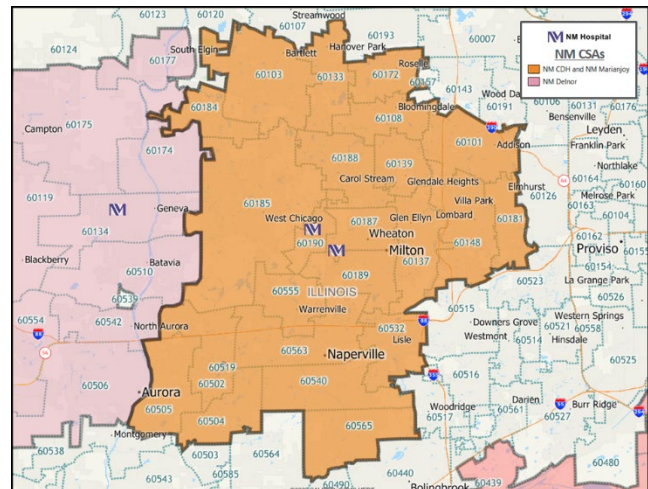 Streamwood
60123
60120
60107
60193
60124
60177
South Elgin
Bartlett
Hanover Park
60007
60103
60133
60172
Roselle
60157
60143
Wood Da
60191
60106
60131
60176
Bensenville
Leyden
Franklin Park
60184
Bloomingdale
60108
Campton
60175
60174
60101
Addison
Northlake
60164
60160
60188
60139
Carol Stream
Glendale Heights
Elmhurst
60126
Melrose Park
60163
60104
60119
60185
Villa Park
60181
Geneva
West Chicago
60187
Glen Ellyn
Lombard
60134
60190
Wheaton
60162
Proviso
Milton
60148
60154
60155
Blackberry
Batavia
60510
60137
60189
60523
La Grange Park
60526
60539
60555
ILLINOIS
Warrenville
60515
Western Springs
60554
60542
North Aurora
60532
Lisle
Downers Grove
60521
60558
Westmont
60514
Hinsdale
60563
Naperville
60525
60519
60502
60540
60516
60506
Aurora
60505
Woodridge
Darien
60561
60527
Burr Ridge
60504
60565
60517
Montgomery
60538
60503
60564
60543
60585
60490
60440
Bolingbrook
60439
60480
NM Hospital
NM CSAs
NM CDH and NM Marianjoy
NM Delnor